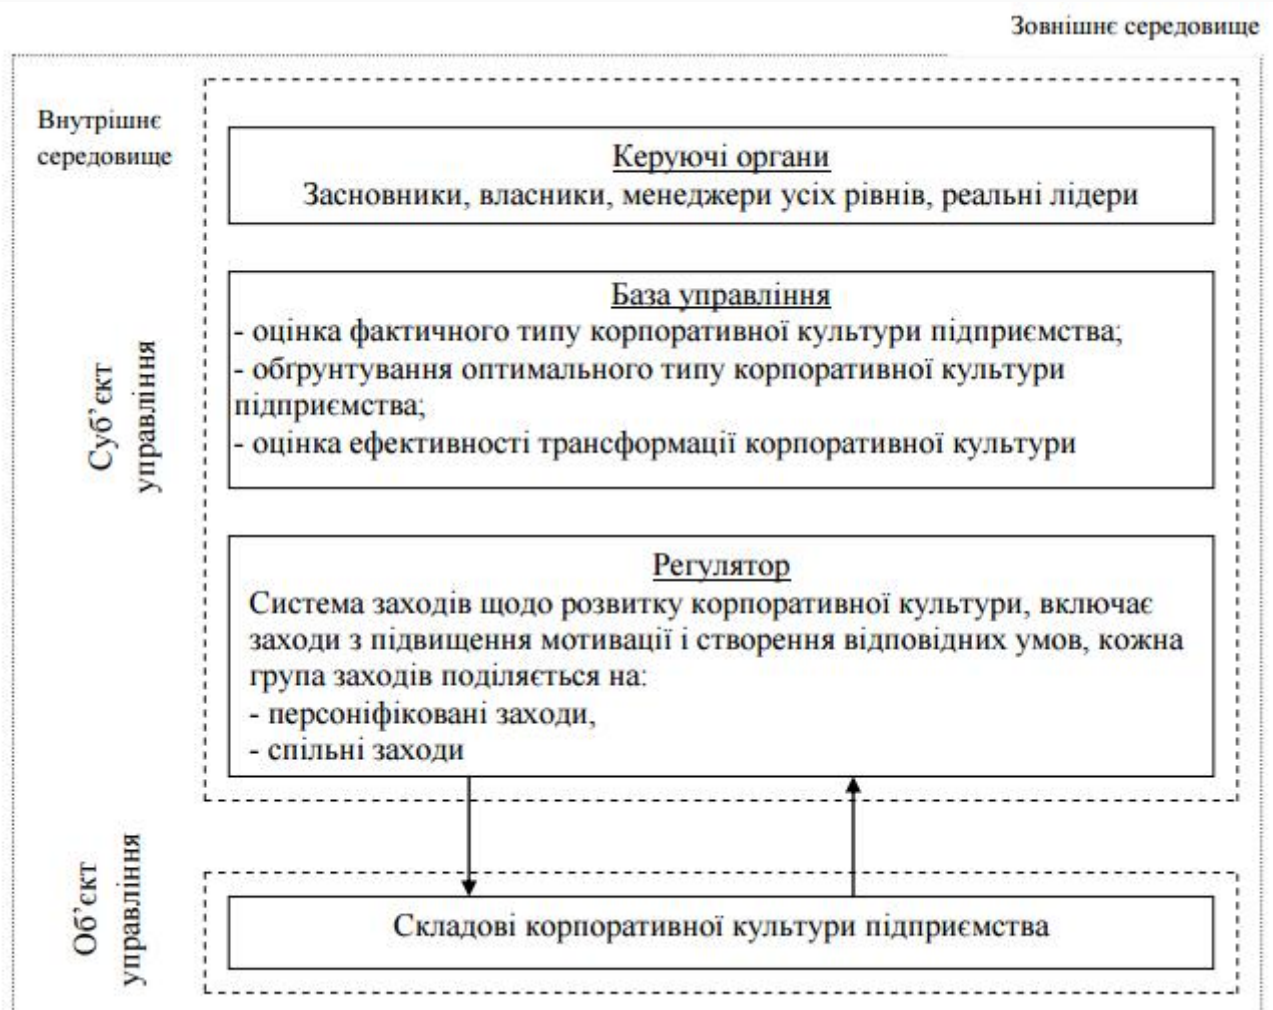 Зовнішнє середовище
Внутрішнє
середовище
Керуючі органи
Засновники, власники, менеджери усіх рівнів, реальні лідери
База управління
- оцінка фактичного типу корпоративної культури підприємства;
- обґрунтування оптимального типу корпоративної культури
підприємства;
- оцінка ефективності трансформації корпоративної культури
Суб’єкт
управління
Регулятор
Система заходів щодо розвитку корпоративної культури, включає
заходи з підвищення мотивації і створення відповідних умов, кожна
група заходів поділяється на:
- персоніфіковані заходи,
- спільні заходи
Об’єкт
управління
Складові корпоративної культури підприємства